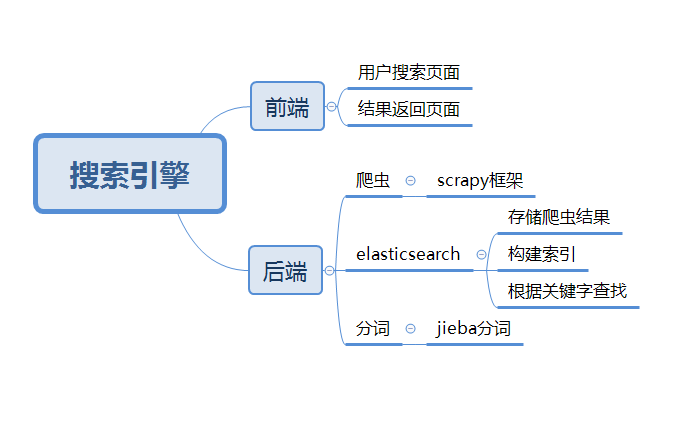 搜索引擎
前端
用户搜索页面
结果返回页面
后端
爬虫
scrapy框架
elasticsearch
存储爬虫结果
构建索引
根据关键字查找
分词
jieba分词